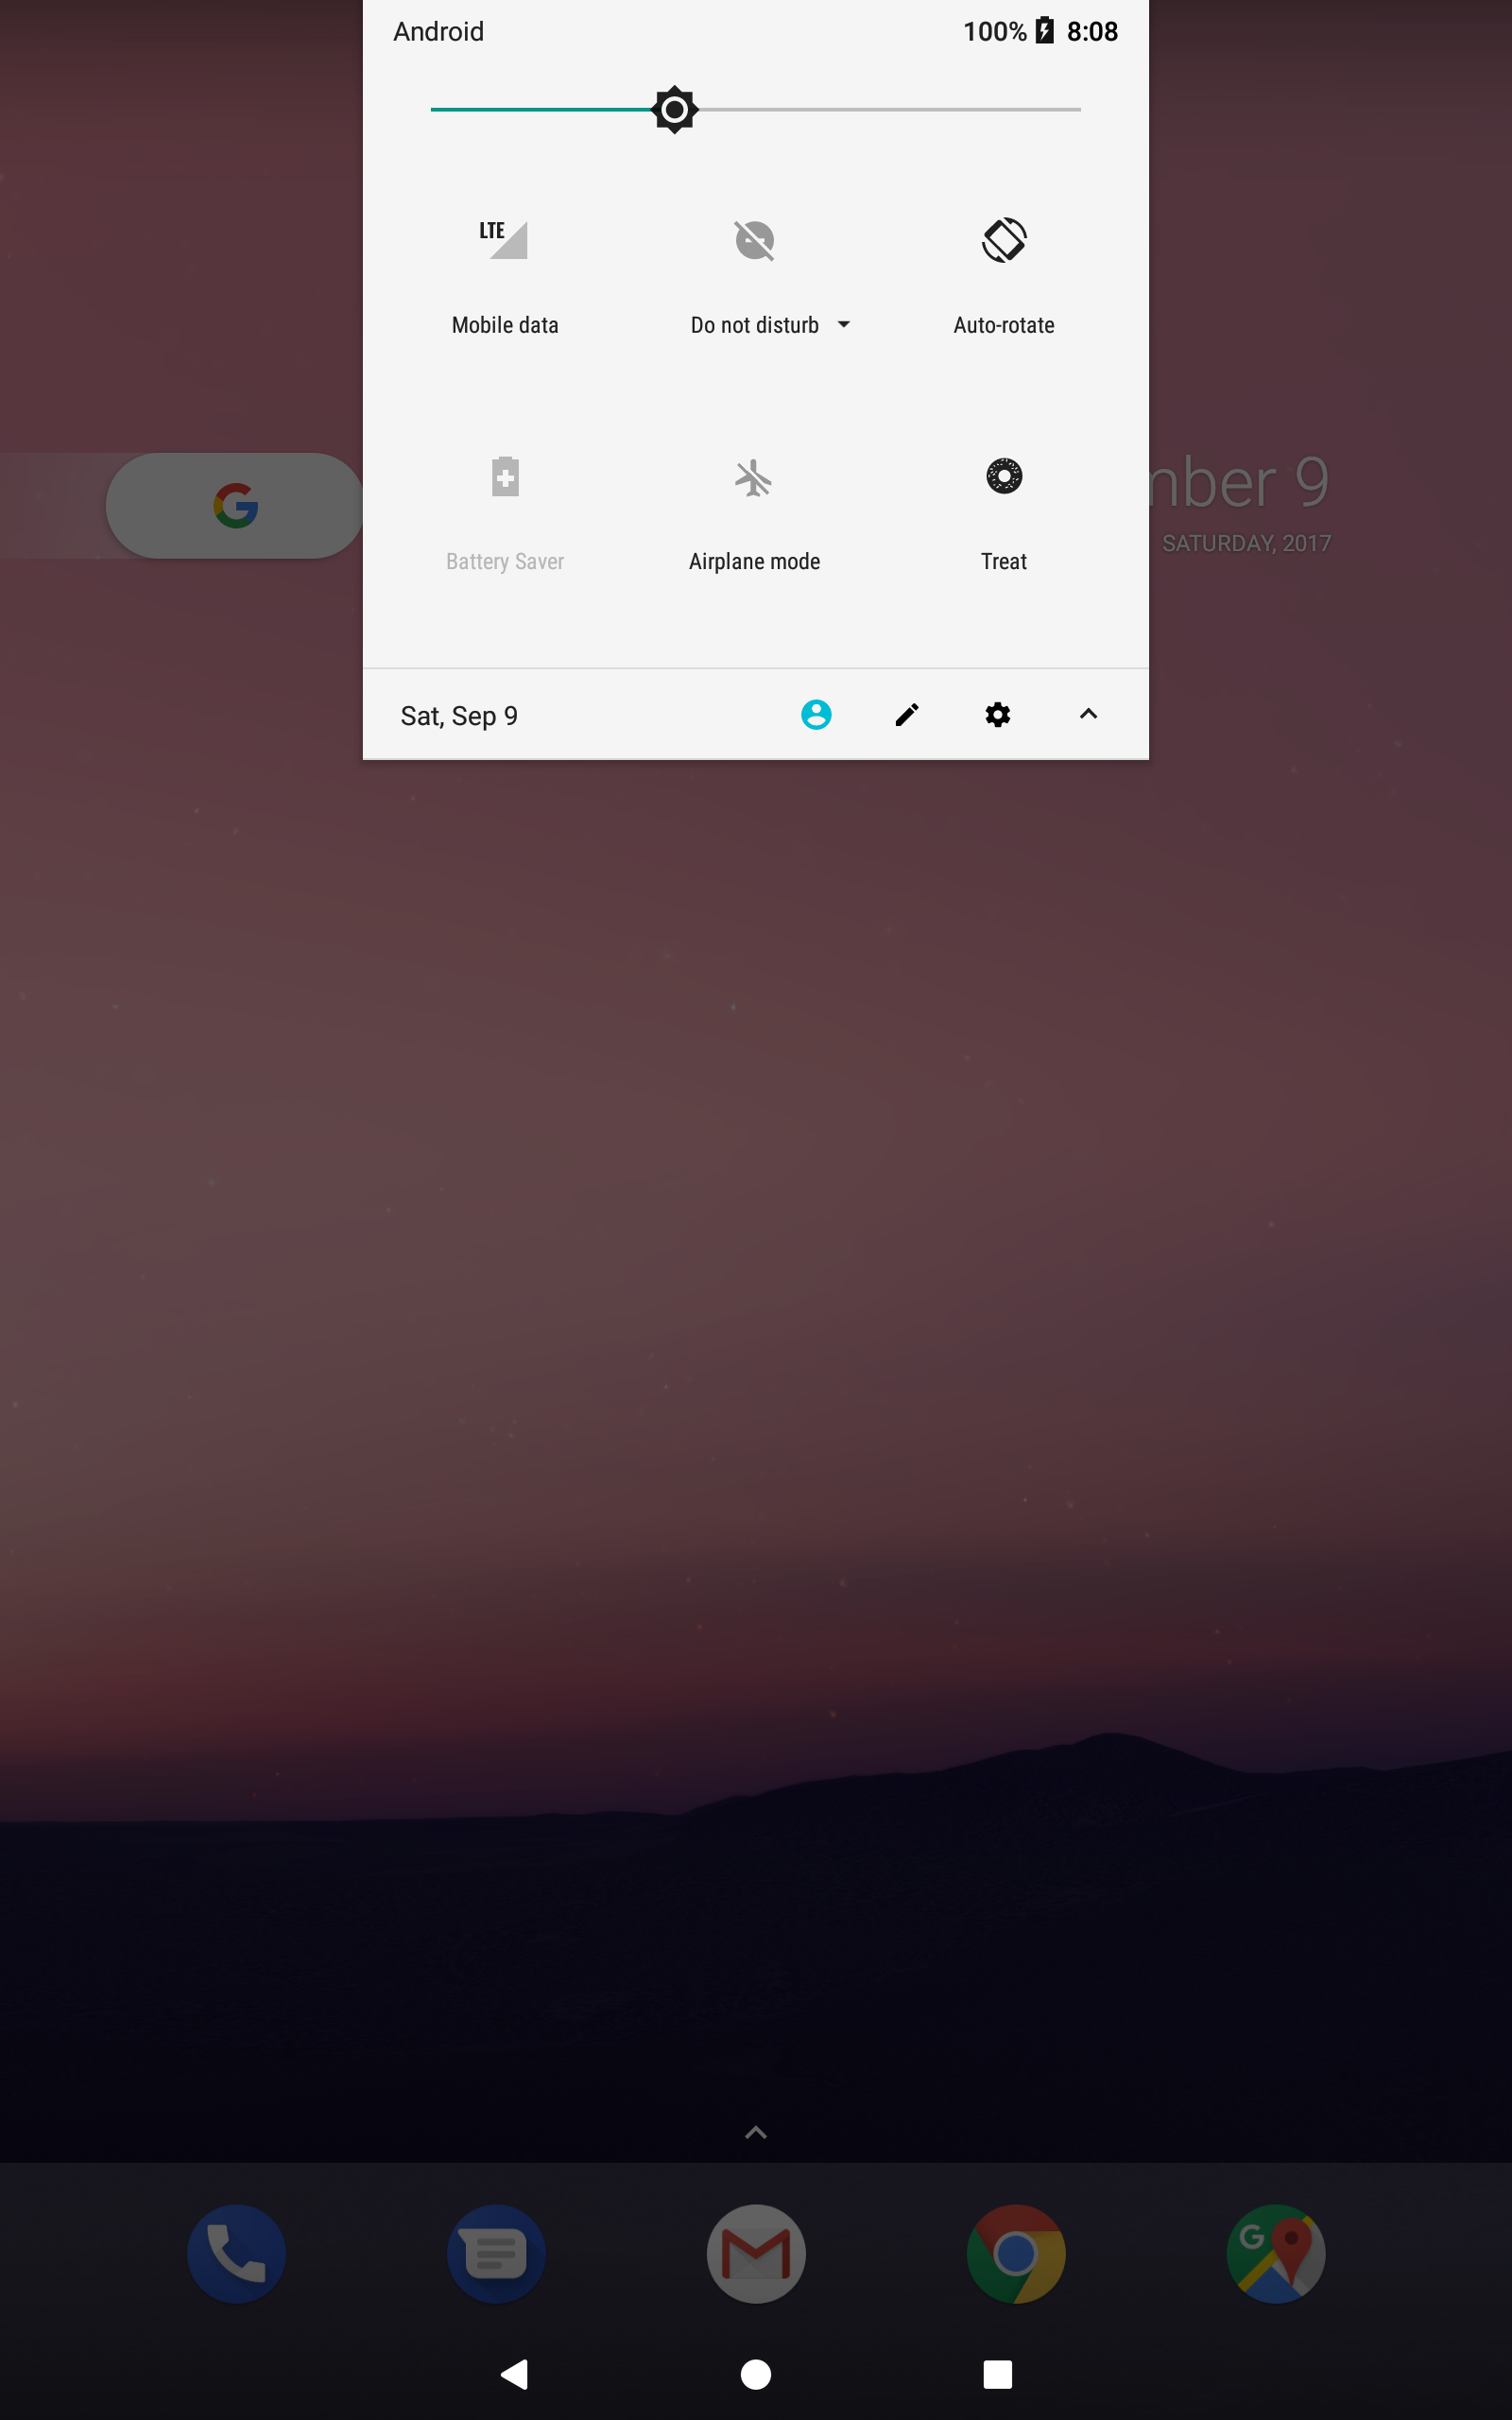 Android 100% 8:08
LTE
Mobile data Do not disturb Auto-rotate
mber 9
SATURDAY, 2017
Battery Saver Airplane mode Treat
Sat, Sep 9